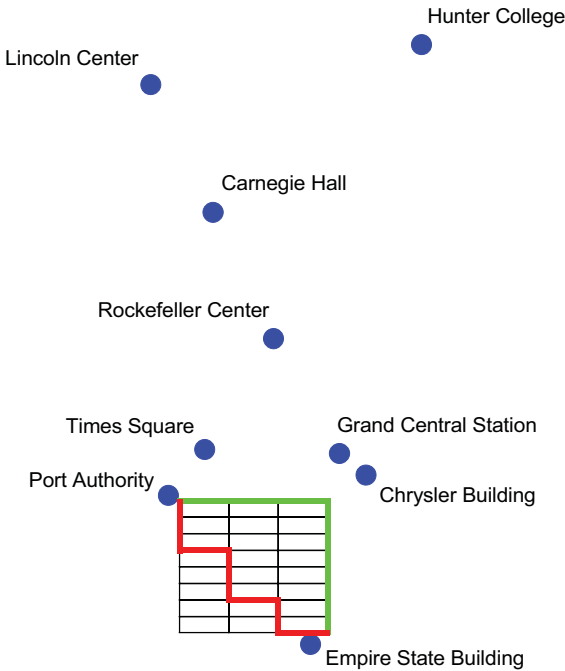 Hunter College
Lincoln Center
Carnegie Hall
Rockefeller Center
Times Square
Grand Central Station
Port Authority
Chrysler Building
Empire State Building